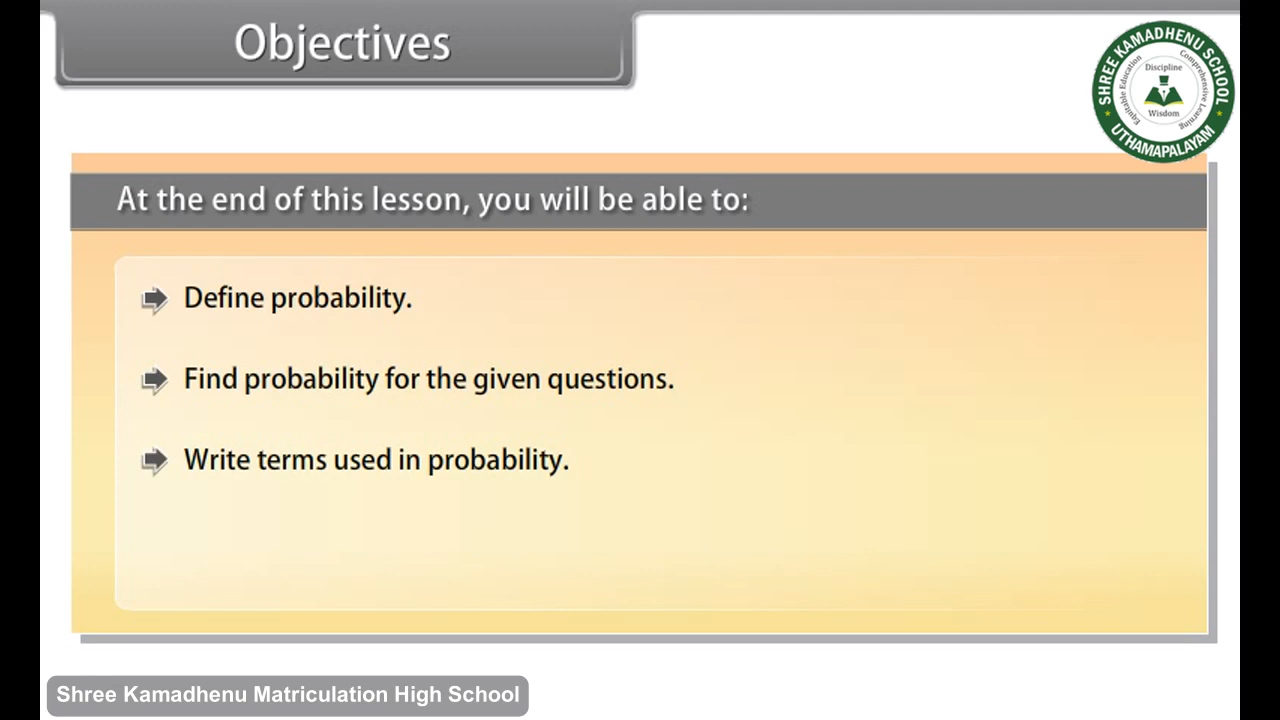 Objectives
SHREE KAMADHENU SCHOOL
Equitable Education
Discipline
Comprehensive Learning
Wisdom
UTHAMAPALAYAM
At the end of this lesson, you will be able to:
Define probability.
Find probability for the given questions.
Write terms used in probability.
Shree Kamadhenu Matriculation High School